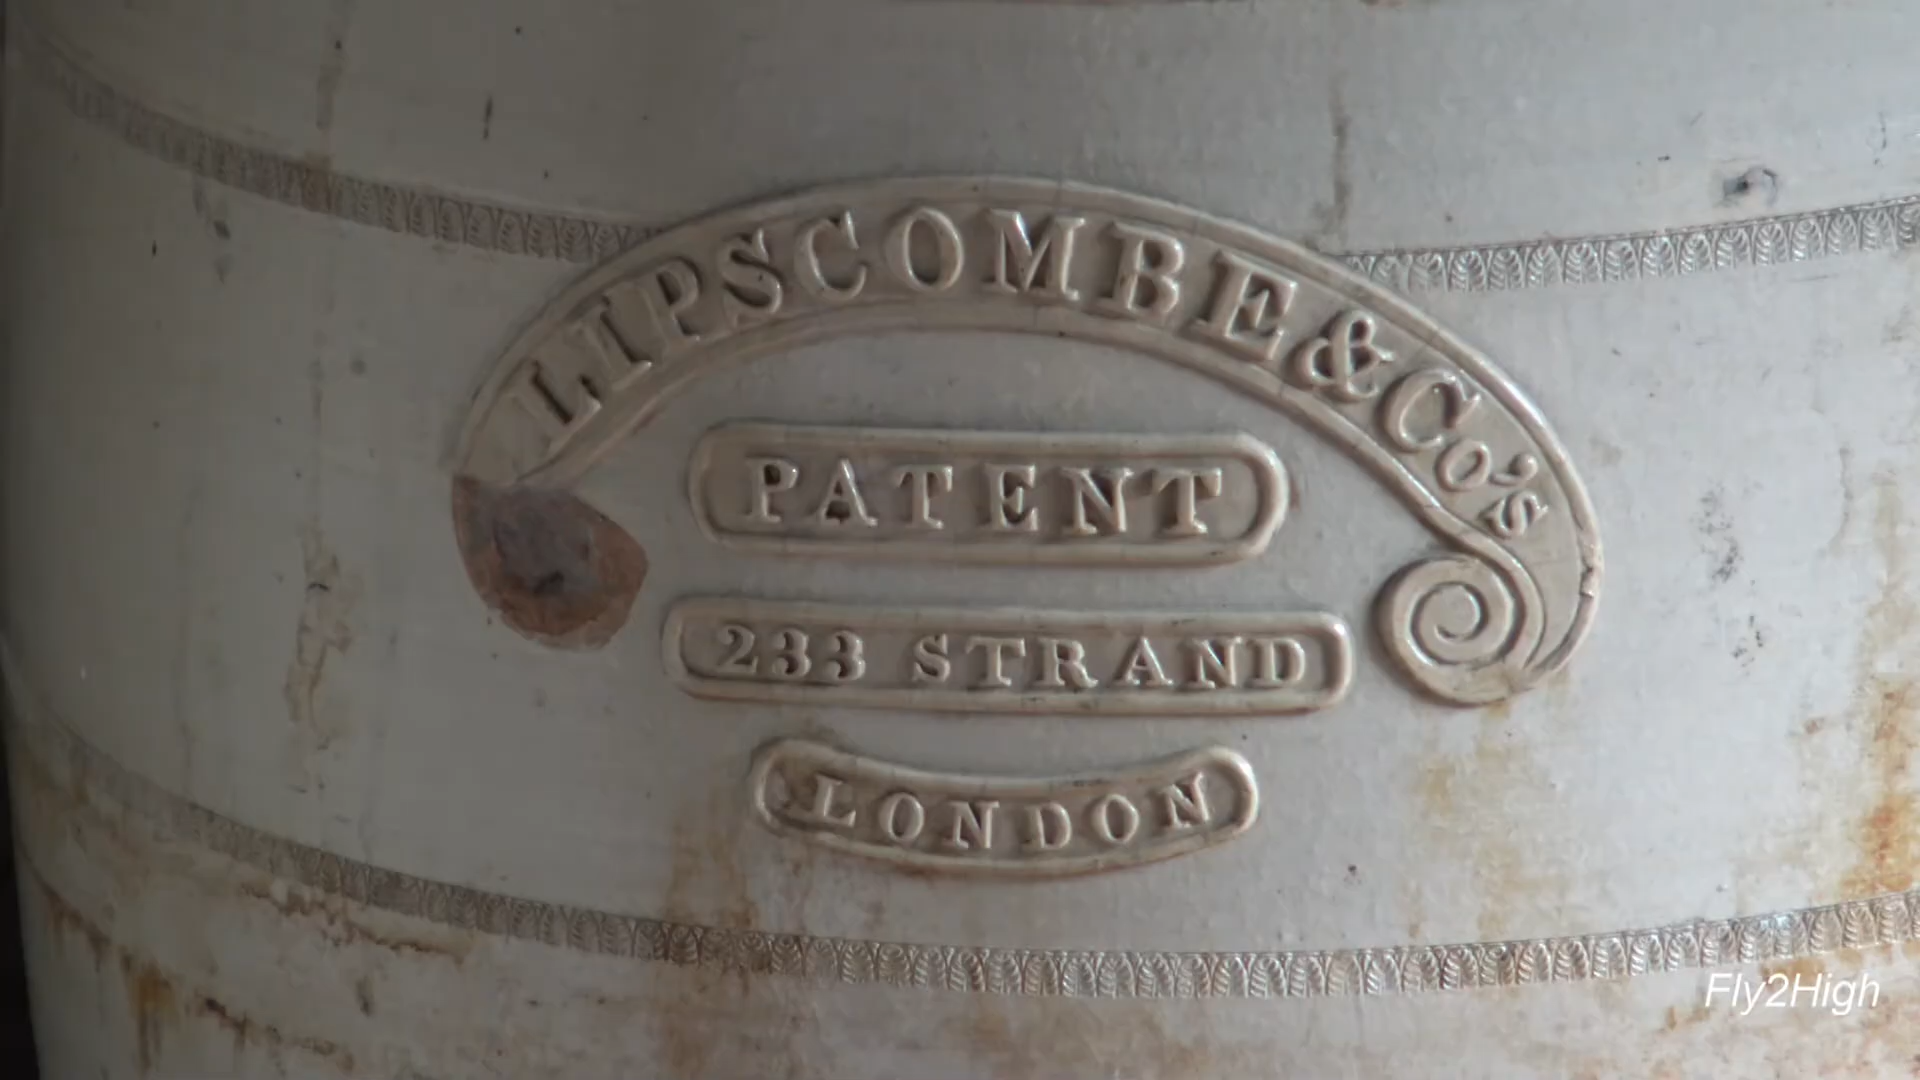 LIPSCOMBE & Co's
PATENT
233 STRAND
LONDON
Fly2High